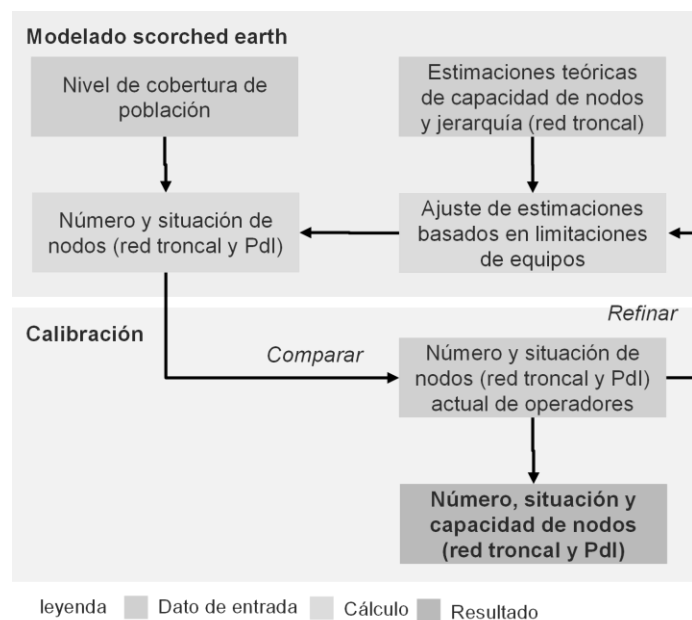 Modelado scorched earth
Nivel de cobertura de
población
Estimaciones teóricas
de capacidad de nodos
y jerarquía (red troncal)
Número y situación de
nodos (red troncal y PdI)
Ajuste de estimaciones
basados en limitaciones
de equipos
Refinar
Calibración
Comparar
Número y situación de
nodos (red troncal y PdI)
actual de operadores
Número, situación y
capacidad de nodos
(red troncal y PdI)
leyenda Dato de entrada Cálculo Resultado